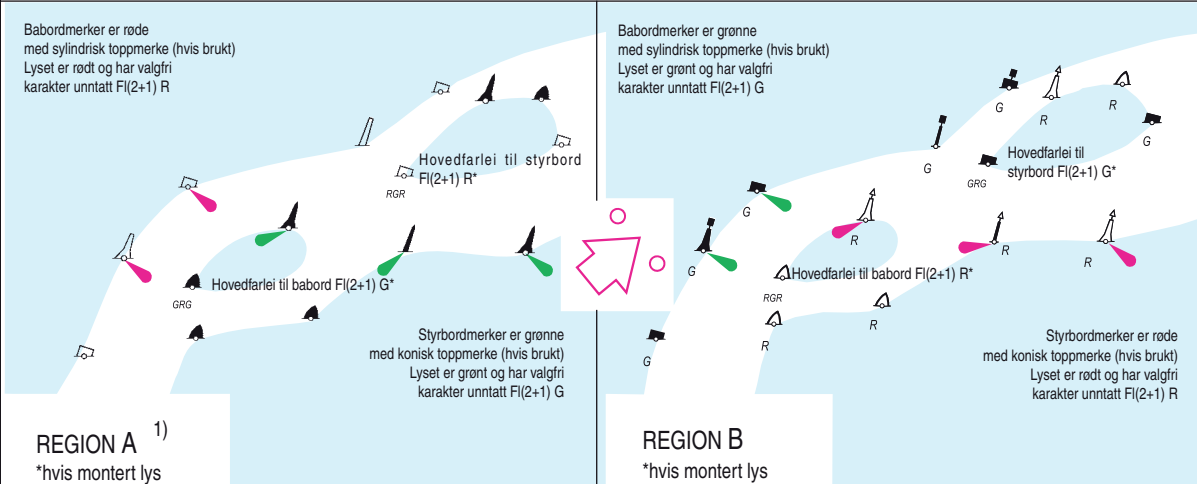 Babordmerker er røde
med sylindrisk toppmerke (hvis brukt)
Lyset er rødt og har valgfri
karakter unntatt Fl(2+1) R
Hovedfarlei til styrbord
Fl(2+1) R*
RGR
Hovedfarlei til babord Fl(2+1) G*
GRG
Styrbordmerker er grønne
med konisk toppmerke (hvis brukt)
Lyset er grønt og har valgfri
karakter unntatt Fl(2+1) G
REGION A 1)
*hvis montert lys
Babordmerker er grønne
med sylindrisk toppmerke (hvis brukt)
Lyset er grønt og har valgfri
karakter unntatt Fl(2+1) G
G
R
R
G
G
Hovedfarlei til
styrbord Fl(2+1) G*
GRG
G
R
R
R
G
Hovedfarlei til babord Fl(2+1) R*
RGR
R
R
G
Styrbordmerker er røde
med konisk toppmerke (hvis brukt)
Lyset er rødt og har valgfri
karakter unntatt Fl(2+1) R
REGION B
*hvis montert lys